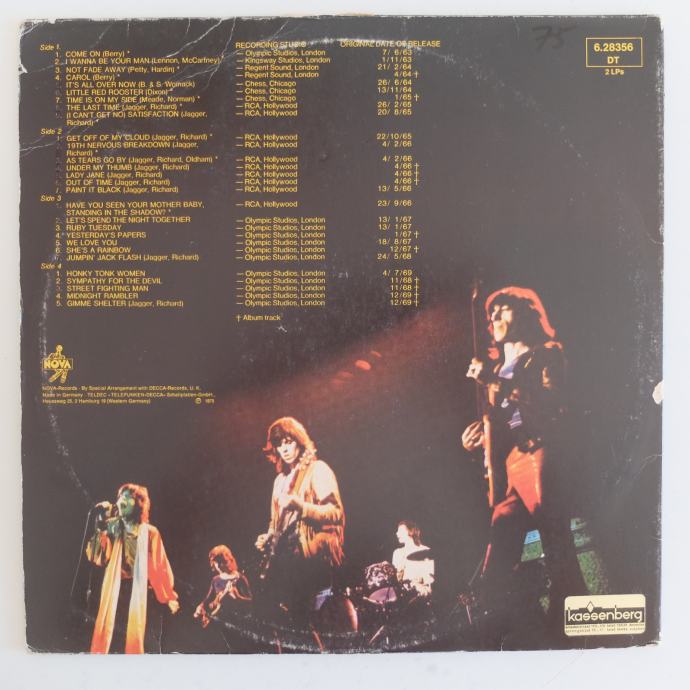 75
6.28356
DT
2 LPs
Side 1 RECORDING STUDIO ORIGINAL DATE OF RELEASE
1. COME ON (Berry) * — Olympic Studios, London 7/ 6/63
2. I WANNA BE YOUR MAN (Lennon, McCartney) — Kingsway Studios, London 1/11/63
3. NOT FADE AWAY (Petty, Hardin) * — Regent Sound, London 21/ 2/64
4. CAROL (Berry) * — Regent Sound, London 4/64 †
IT'S ALL OVER NOW (B. & S. Womack) — Chess, Chicago 26/ 6/64
6. LITTLE RED ROOSTER (Dixon) * — Chess, Chicago 13/11/64
7. TIME IS ON MY SIDE (Meade, Norman) * — Chess, Chicago 1/65 †
8. THE LAST TIME (Jagger, Richard) * — RCA, Hollywood 26/ 2/65
(I CAN'T GET NO) SATISFACTION (Jagger, — RCA, Hollywood 20/ 8/65
Richard) *
Side 2
1. GET OFF OF MY CLOUD (Jagger, Richard) * — RCA, Hollywood 22/10/65
19TH NERVOUS BREAKDOWN (Jagger, — RCA, Hollywood 4/ 2/66
Richard) *
3. AS TEARS GO BY (Jagger, Richard, Oldham) * — RCA, Hollywood 4/ 2/66
UNDER MY THUMB (Jagger, Richard) — RCA, Hollywood 4/66 †
LADY JANE (Jagger, Richard) — RCA, Hollywood 4/66 †
6. OUT OF TIME (Jagger, Richard) — RCA, Hollywood 4/66 †
7. PAINT IT BLACK (Jagger, Richard) — RCA, Hollywood 13/ 5/66
Side 3
1. HAVE YOU SEEN YOUR MOTHER BABY, — RCA, Hollywood 23/ 9/66
STANDING IN THE SHADOW? *
2. LET'S SPEND THE NIGHT TOGETHER — Olympic Studios, London 13/ 1/67
3. RUBY TUESDAY — Olympic Studios, London 13/ 1/67
4. YESTERDAY'S PAPERS — Olympic Studios, London 1/67 †
5. WE LOVE YOU — Olympic Studios, London 18/ 8/67
6. SHE'S A RAINBOW — Olympic Studios, London 12/67 †
7. JUMPIN' JACK FLASH (Jagger, Richard) — Olympic Studios, London 24/ 5/68
Side 4
1. HONKY TONK WOMEN — Olympic Studios, London 4/ 7/69
2. SYMPATHY FOR THE DEVIL — Olympic Studios, London 11/68 †
3. STREET FIGHTING MAN — Olympic Studios, London 11/68 †
4. MIDNIGHT RAMBLER — Olympic Studios, London 12/69 †
5. GIMME SHELTER (Jagger, Richard) — Olympic Studios, London 12/69 †
† Album track
NOVA
NOVA-Records · By Special Arrangement with DECCA-Records, U. K.
Made in Germany · TELDEC »TELEFUNKEN-DECCA« Schallplatten-GmbH.,
Heussweg 25, 2 Hamburg 19 (Western Germany) Ⓟ 1975
kassenberg